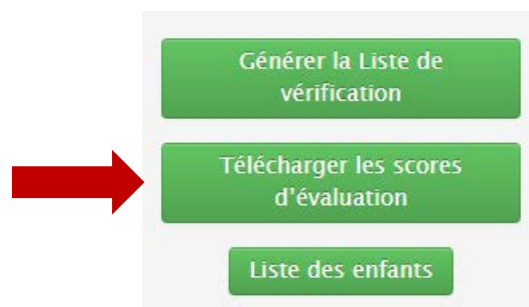 Générer la Liste de
vérification
Télécharger les scores
d'évaluation
Liste des enfants